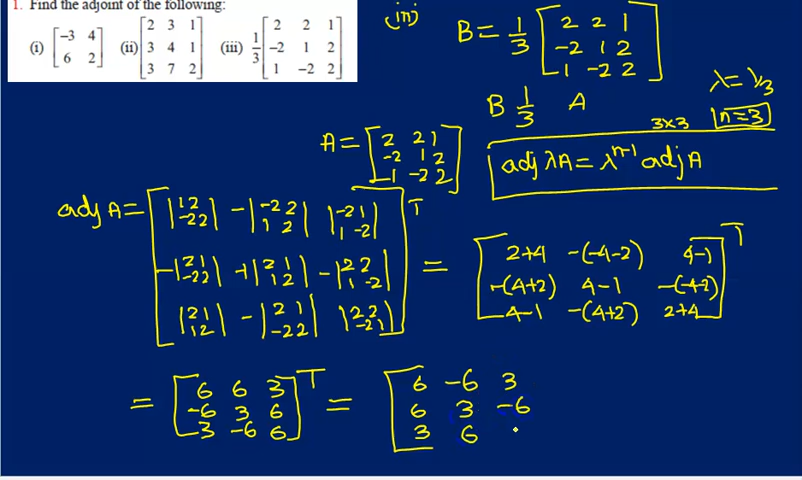 1. Find the adjoint of the following:
(i) [-3 4; 6 2] (ii) [2 3 1; 3 4 1; 3 7 2] (iii) 1/3 [2 2 1; -2 1 2; 1 -2 2]
(iii) B = 1/3 [2 2 1; -2 1 2; 1 -2 2]
B 1/3 A
λ = 1/3
3×3 n=3
A = [2 2 1; -2 1 2; 1 -2 2]
adj λA = λ^(n-1) adj A
adj A = [|1 2; -2 2| -|-2 2; 1 2| |-2 1; 1 -2|; -|2 1; -2 2| +|2 1; 1 2| -|2 2; 1 -2|; |2 1; 1 2| -|2 1; -2 2| |2 2; -2 1|]^T = [2+4 -(-4-2) 4-1; -(4+2) 4-1 -(-4-2); 4-1 -(4+2) 2+4]^T
= [6 6 3; -6 3 6; 3 -6 6]^T = [6 -6 3; 6 3 -6; 3 6